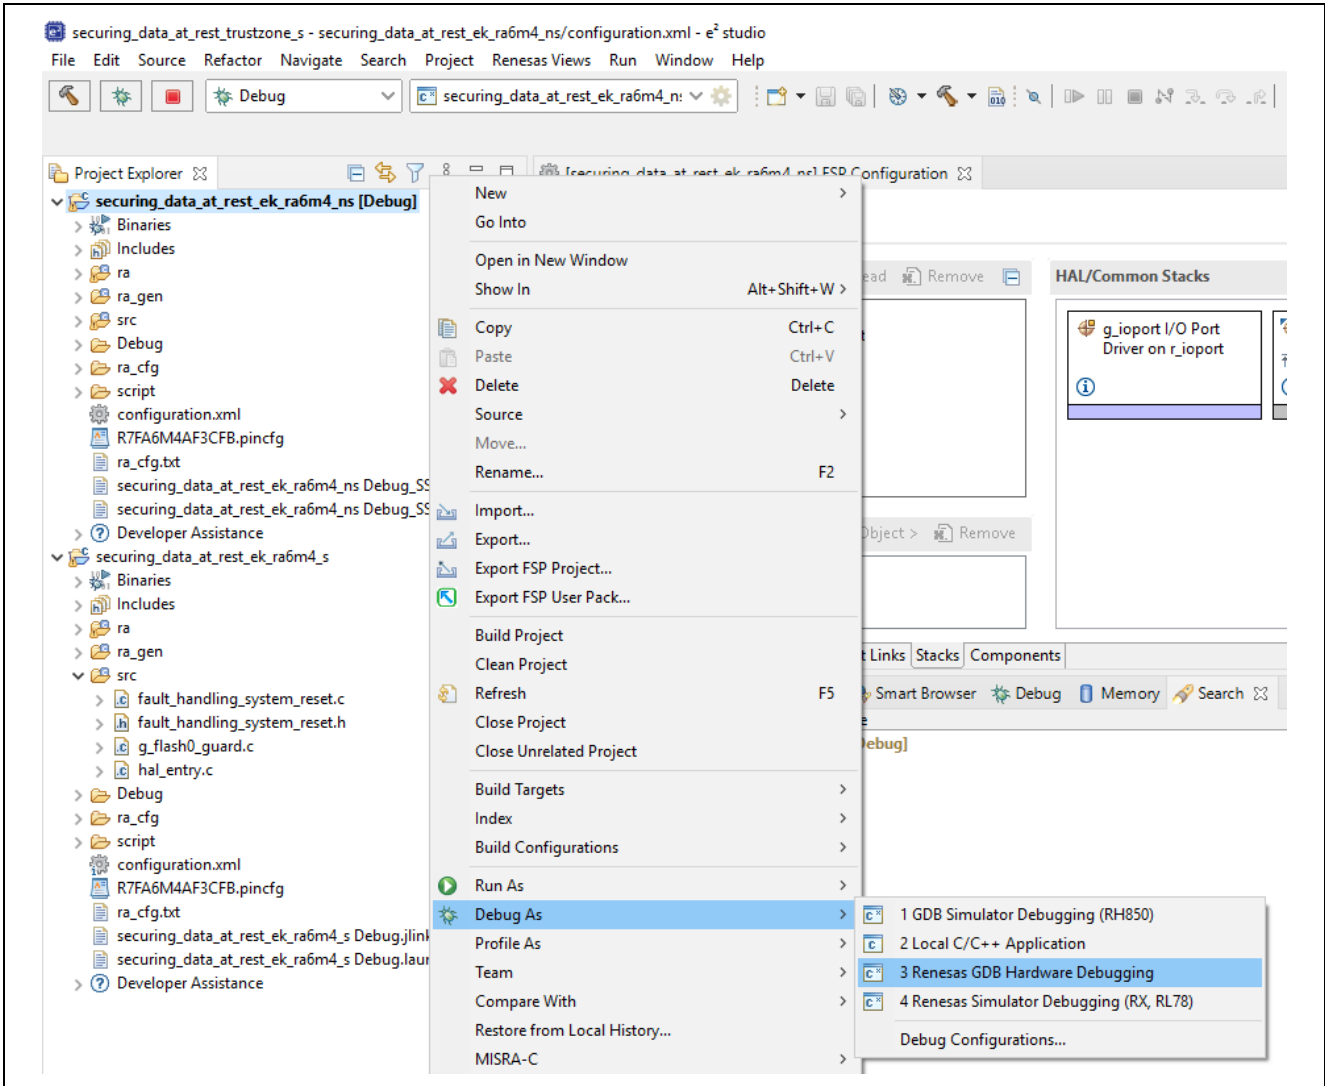 securing_data_at_rest_trustzone_s - securing_data_at_rest_ek_ra6m4_ns/configuration.xml - e² studio
File Edit Source Refactor Navigate Search Project Renesas Views Run Window Help
Debug
securing_data_at_rest_ek_ra6m4_n
Project Explorer
[securing_data_at_rest_ek_ra6m4_ns] FSP Configuration
securing_data_at_rest_ek_ra6m4_ns [Debug]
Binaries
Includes
ra
ra_gen
src
Debug
ra_cfg
script
configuration.xml
R7FA6M4AF3CFB.pincfg
ra_cfg.txt
securing_data_at_rest_ek_ra6m4_ns Debug_SS
securing_data_at_rest_ek_ra6m4_ns Debug_SS
Developer Assistance
securing_data_at_rest_ek_ra6m4_s
Binaries
Includes
ra
ra_gen
src
fault_handling_system_reset.c
fault_handling_system_reset.h
g_flash0_guard.c
hal_entry.c
Debug
ra_cfg
script
configuration.xml
R7FA6M4AF3CFB.pincfg
ra_cfg.txt
securing_data_at_rest_ek_ra6m4_s Debug.jlink
securing_data_at_rest_ek_ra6m4_s Debug.laur
Developer Assistance
New
Go Into
Open in New Window
Show In Alt+Shift+W >
Copy Ctrl+C
Paste Ctrl+V
Delete Delete
Source
Move...
Rename... F2
Import...
Export...
Export FSP Project...
Export FSP User Pack...
Build Project
Clean Project
Refresh F5
Close Project
Close Unrelated Project
Build Targets
Index
Build Configurations
Run As
Debug As
Profile As
Team
Compare With
Restore from Local History...
MISRA-C
1 GDB Simulator Debugging (RH850)
2 Local C/C++ Application
3 Renesas GDB Hardware Debugging
4 Renesas Simulator Debugging (RX, RL78)
Debug Configurations...
ead Remove
HAL/Common Stacks
g_ioport I/O Port
Driver on r_ioport
Object > Remove
t Links Stacks Components
Smart Browser Debug Memory Search
Debug]